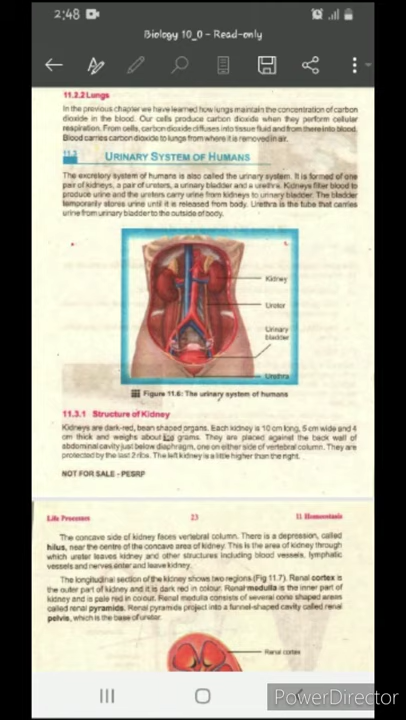 2:48
Biology 10_0 - Read-only
11.2.2 Lungs
In the previous chapter we have learned how lungs maintain the concentration of carbon
dioxide in the blood. Our cells produce carbon dioxide when they perform cellular
respiration. From cells, carbon dioxide diffuses into tissue fluid and from there into blood.
Blood carries carbon dioxide to lungs from where it is removed in air.
11.3 URINARY SYSTEM OF HUMANS
The excretory system of humans is also called the urinary system. It is formed of one
pair of kidneys, a pair of ureters, a urinary bladder and a urethra. Kidneys filter blood to
produce urine and the ureters carry urine from kidneys to urinary bladder. The bladder
temporarily stores urine until it is released from body. Urethra is the tube that carries
urine from urinary bladder to the outside of body.
Kidney
Ureter
Urinary
bladder
Urethra
Figure 11.6: The urinary system of humans
11.3.1 Structure of Kidney
Kidneys are dark-red, bean shaped organs. Each kidney is 10 cm long, 5 cm wide and 4
cm thick and weighs about grams. They are placed against the back wall of
abdominal cavity just below diaphragm, one on either side of vertebral column. They are
protected by the last 2 ribs. The left kidney is a little higher than the right.
NOT FOR SALE - PESRP
Life Processes 23 11 Homeostasis
The concave side of kidney faces vertebral column. There is a depression, called
hilus, near the centre of the concave area of kidney. This is the area of kidney through
which ureter leaves kidney and other structures including blood vessels, lymphatic
vessels and nerves enter and leave kidney.
The longitudinal section of the kidney shows two regions (Fig 11.7). Renal cortex is
the outer part of kidney and it is dark red in colour. Renal medulla is the inner part of
kidney and is pale red in colour. Renal medulla consists of several cone shaped areas
called renal pyramids. Renal pyramids project into a funnel-shaped cavity called renal
pelvis, which is the base of ureter.
Renal cortex
PowerDirector